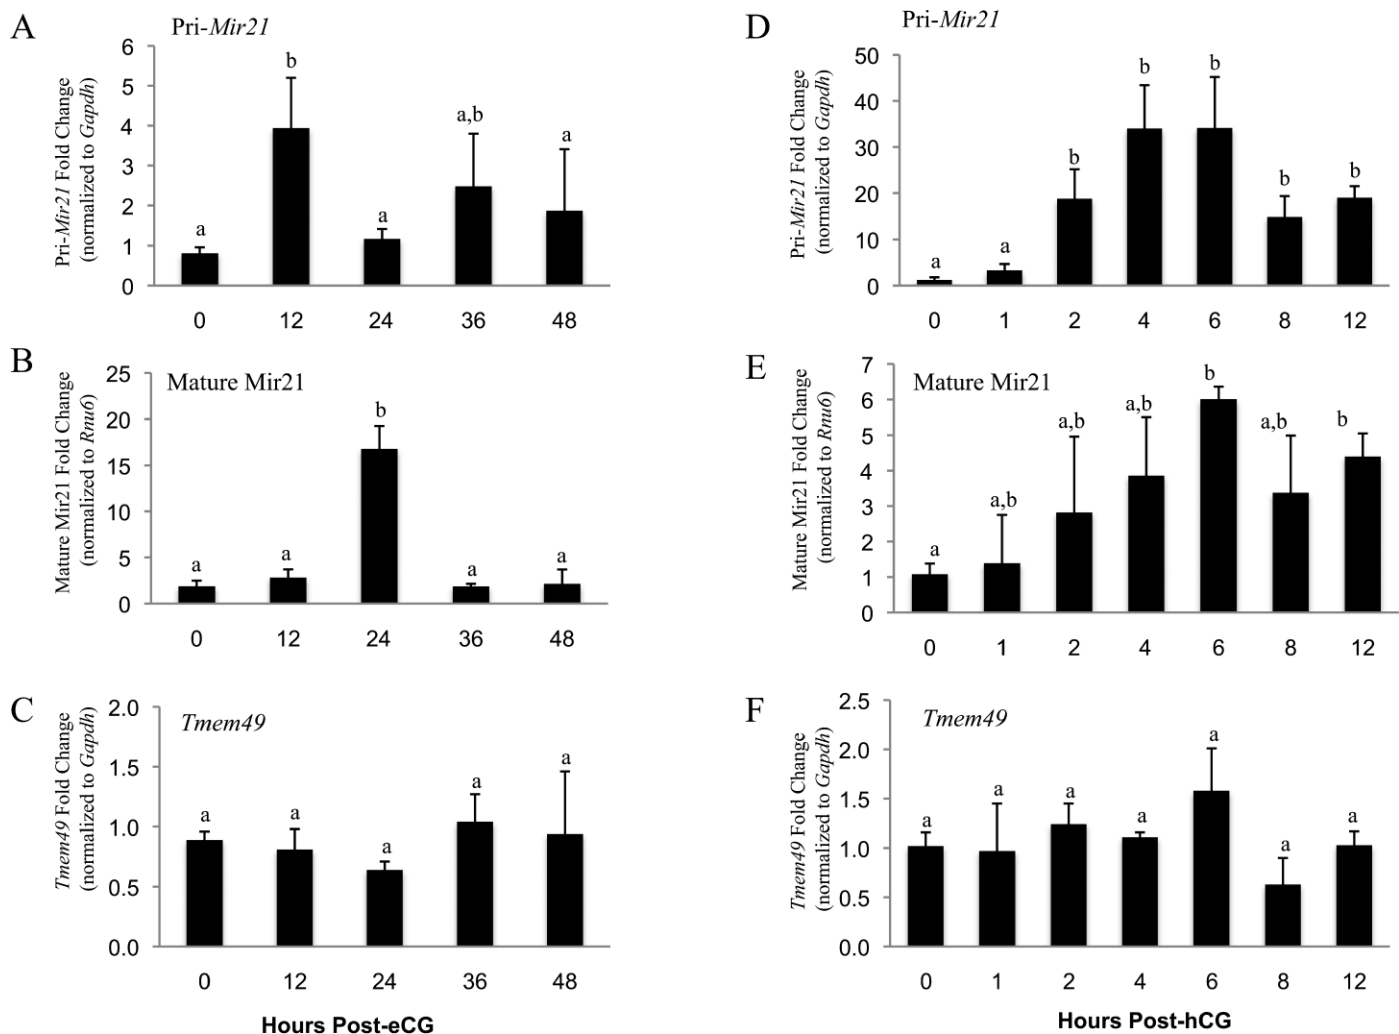 A
Pri-Mir21
Pri-Mir21 Fold Change
(normalized to Gapdh)
6
5
4
3
2
1
0
a
b
a
a,b
a
0 12 24 36 48
B
Mature Mir21
Mature Mir21 Fold Change
(normalized to Rnu6)
25
20
15
10
5
0
a
a
b
a
a
0 12 24 36 48
C
Tmem49
Tmem49 Fold Change
(normalized to Gapdh)
2.0
1.5
1.0
0.5
0.0
a
a
a
a
a
0 12 24 36 48
Hours Post-eCG
D
Pri-Mir21
Pri-Mir21 Fold Change
(normalized to Gapdh)
50
40
30
20
10
0
a
a
b
b
b
b
b
0 1 2 4 6 8 12
E
Mature Mir21
Mature Mir21 Fold Change
(normalized to Rnu6)
7
6
5
4
3
2
1
0
a
a,b
a,b
a,b
b
a,b
b
0 1 2 4 6 8 12
F
Tmem49
Tmem49 Fold Change
(normalized to Gapdh)
2.5
2.0
1.5
1.0
0.5
0.0
a
a
a
a
a
a
a
0 1 2 4 6 8 12
Hours Post-hCG